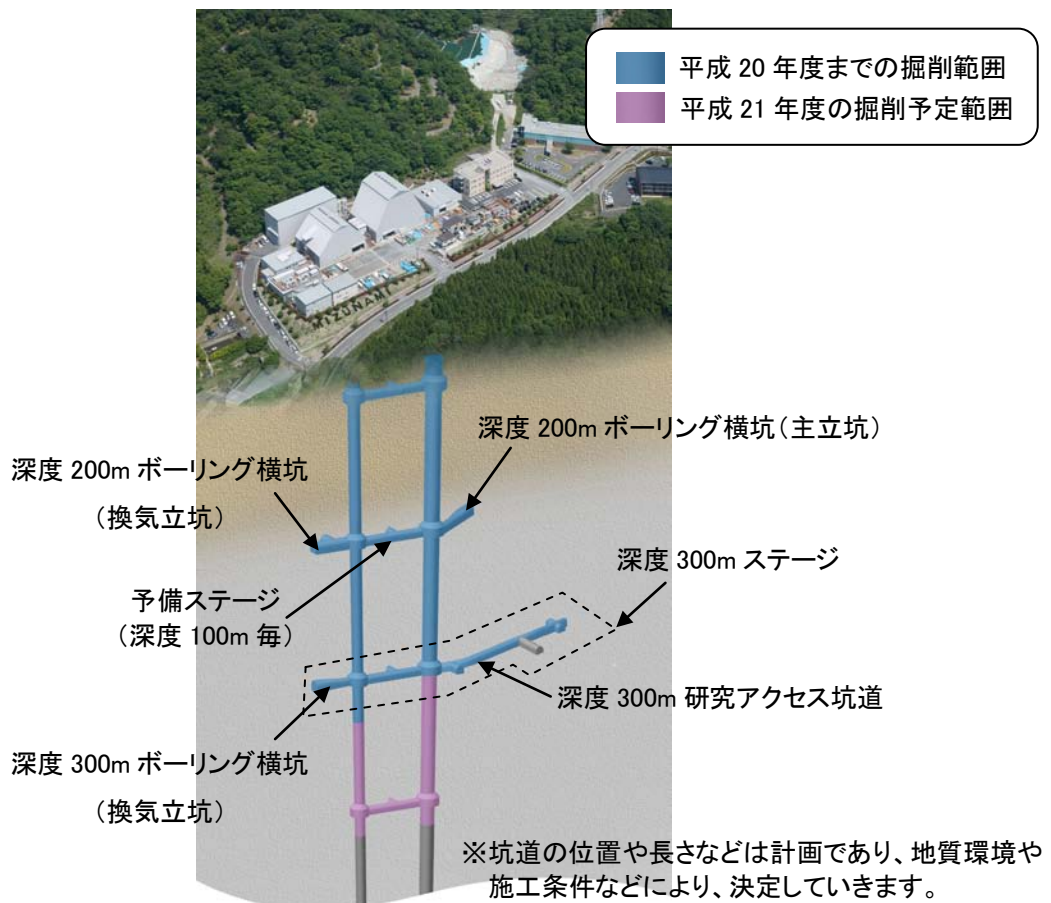 平成 20 年度までの掘削範囲
平成 21 年度の掘削予定範囲
MIZUNAMI
深度 200m ボーリング横坑(主立坑)
深度 200m ボーリング横坑
(換気立坑)
深度 300m ステージ
予備ステージ
(深度 100m 毎)
深度 300m 研究アクセス坑道
深度 300m ボーリング横坑
(換気立坑)
※坑道の位置や長さなどは計画であり、地質環境や
施工条件などにより、決定していきます。